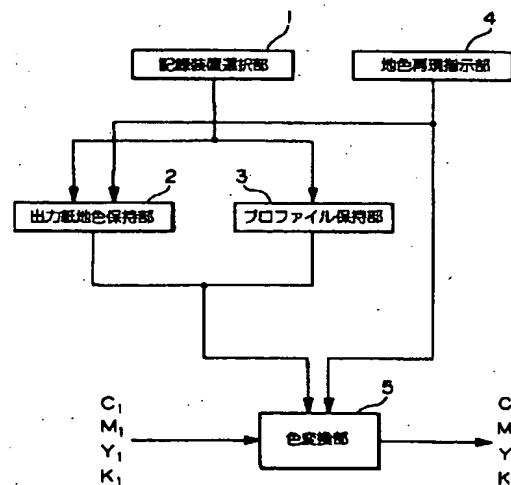 1
4
記録装置選択部
地色再現指示部
2
3
出力紙地色保持部
プロファイル保持部
5
C1
M1
Y1
K1
色変換部
C
M
Y
K